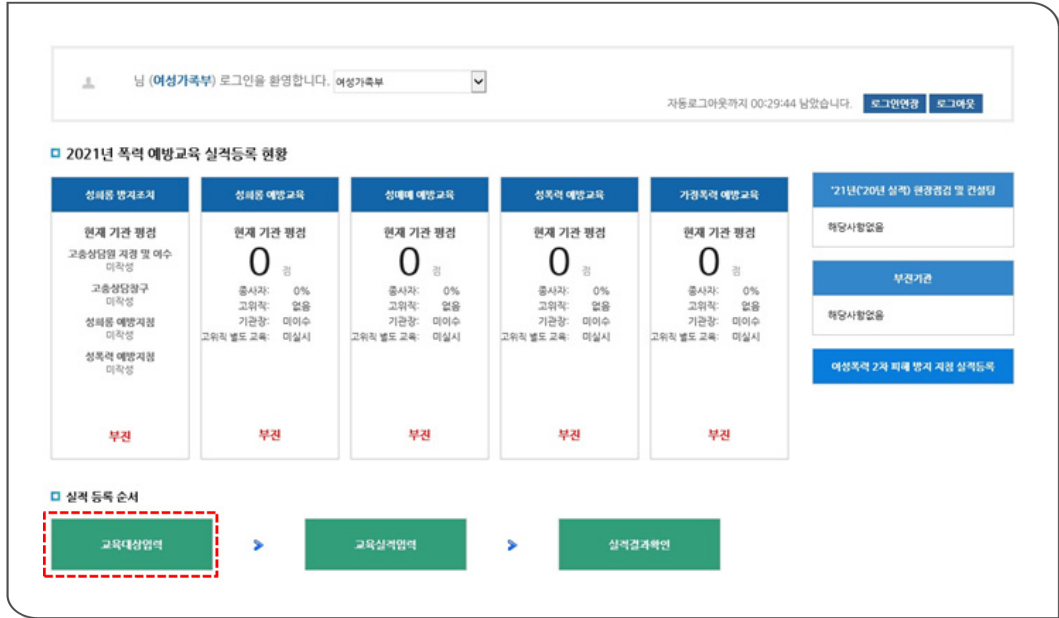 님 (여성가족부) 로그인을 환영합니다. 여성가족부
자동로그아웃까지 00:29:44 남았습니다. 로그인연장 로그아웃
2021년 폭력 예방교육 실적등록 현황
성희롱 방지조치
현재 기관 평점
고충상담원 지정 및 이수
미작성
고충상담창구
미작성
성희롱 예방지침
미작성
성폭력 예방지침
미작성
부진
성희롱 예방교육
현재 기관 평점
0 점
종사자: 0%
고위직: 없음
기관장: 미이수
고위직 별도 교육: 미실시
부진
성매매 예방교육
현재 기관 평점
0 점
종사자: 0%
고위직: 없음
기관장: 미이수
고위직 별도 교육: 미실시
부진
성폭력 예방교육
현재 기관 평점
0 점
종사자: 0%
고위직: 없음
기관장: 미이수
고위직 별도 교육: 미실시
부진
가정폭력 예방교육
현재 기관 평점
0 점
종사자: 0%
고위직: 없음
기관장: 미이수
고위직 별도 교육: 미실시
부진
'21년('20년 실적) 현장점검 및 컨설팅
해당사항없음
부진기관
해당사항없음
여성폭력 2차 피해 방지 지침 실적등록
실적 등록 순서
교육대상입력
교육실적입력
실적결과확인